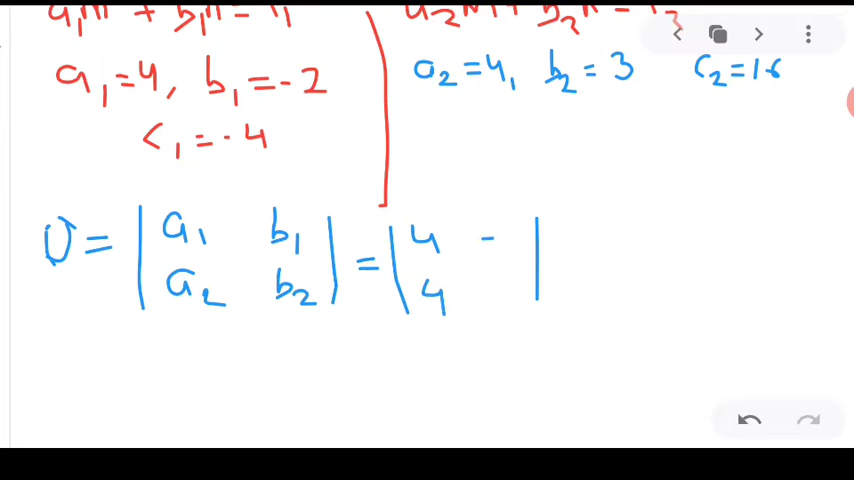 a₁=4, b₁=-2
c₁=-4
a₂=4, b₂=3 c₂=16
D = | a₁ b₁ | = | 4 - |
| a₂ b₂ | | 4 |